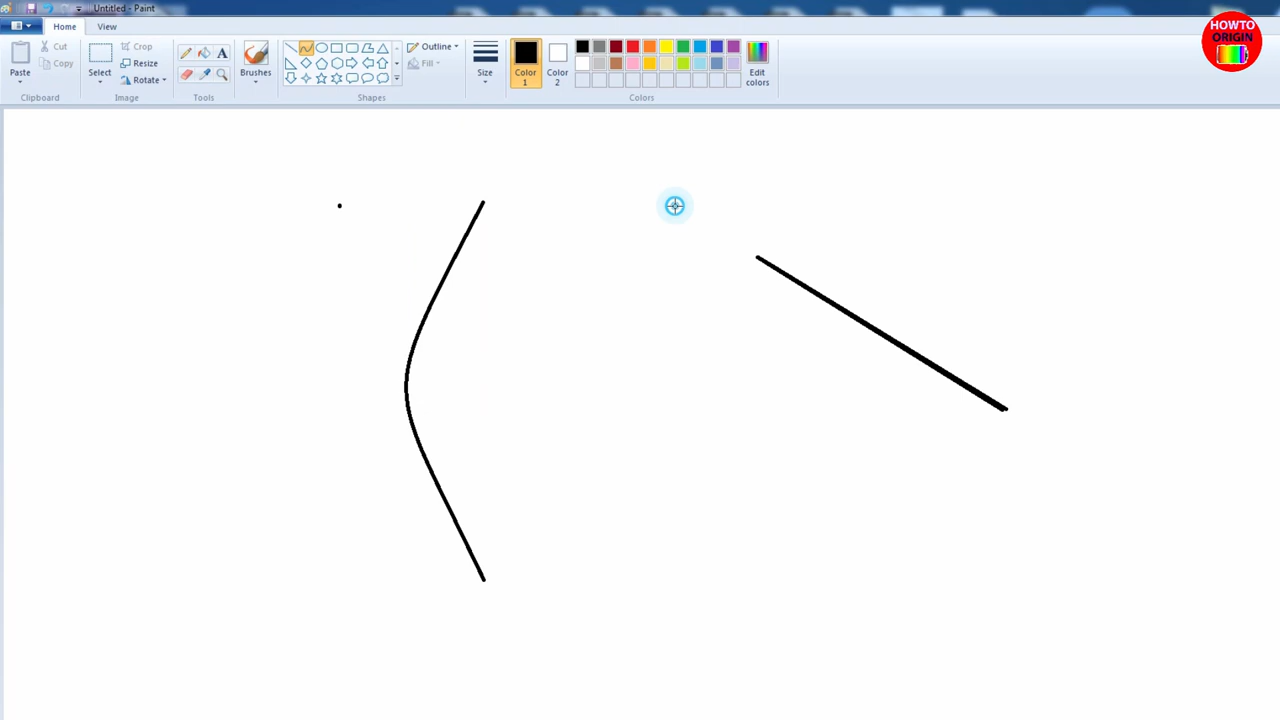 Untitled - Paint
Home View
HOWTO
ORIGIN
Paste
Cut
Copy
Clipboard
Select
Crop
Resize
Rotate
Image
A
Tools
Brushes
Outline
Fill
Shapes
Size
Color
1
Color
2
Edit
colors
Colors